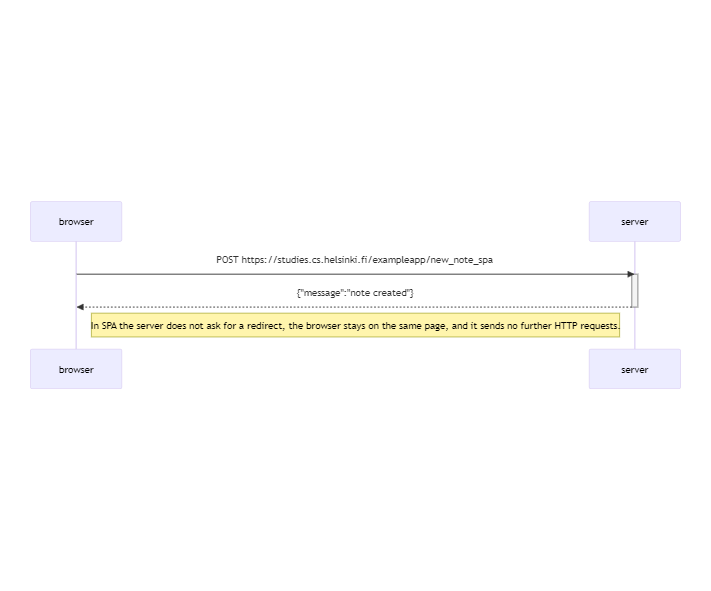 browser
server
POST https://studies.cs.helsinki.fi/exampleapp/new_note_spa
{"message":"note created"}
In SPA the server does not ask for a redirect, the browser stays on the same page, and it sends no further HTTP requests.
browser
server